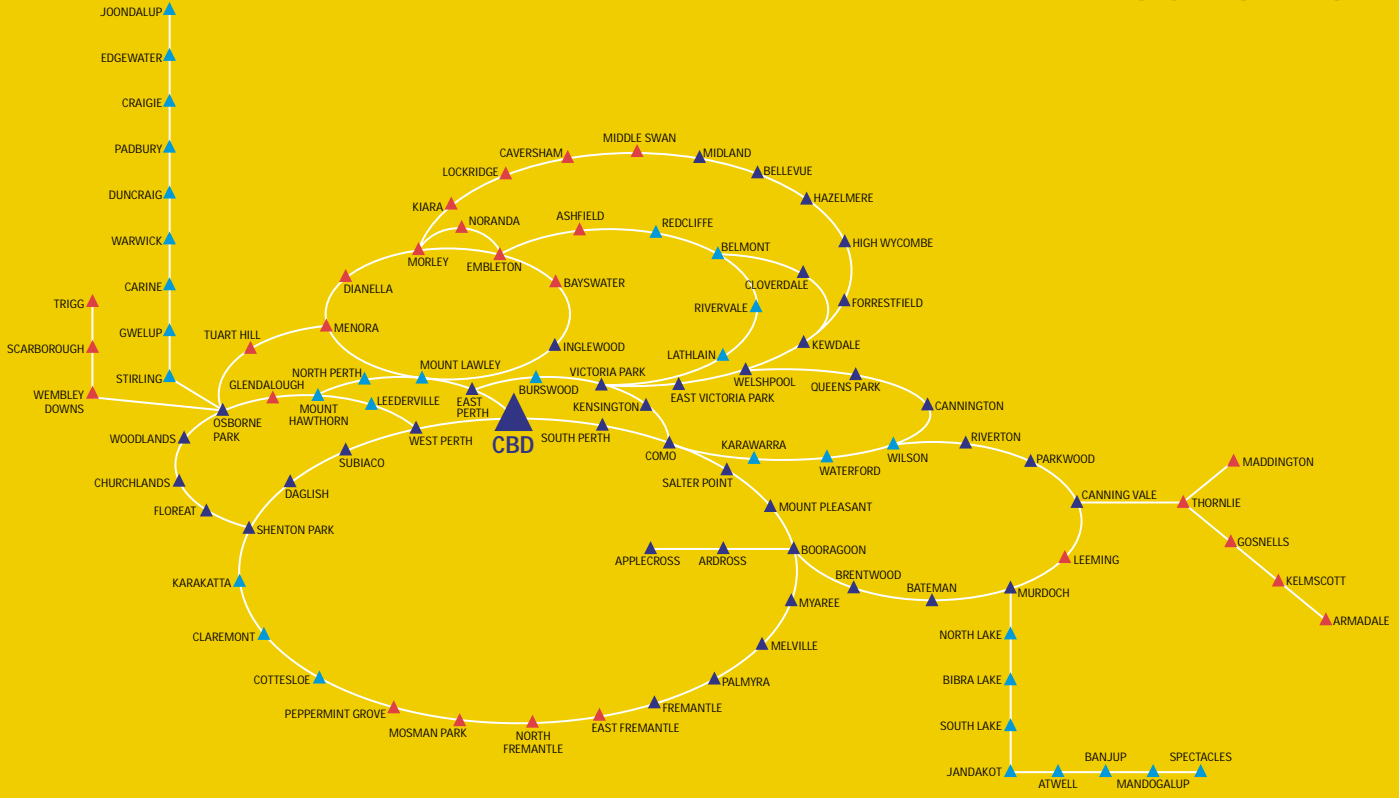 JOONDALUP
EDGEWATER
CRAIGIE
PADBURY
DUNCRAIG
WARWICK
CARINE
GWELUP
STIRLING
TRIGG
SCARBOROUGH
WEMBLEY
DOWNS
TUART HILL
GLENDALOUGH
OSBORNE
PARK
WOODLANDS
CHURCHLANDS
FLOREAT
SHENTON PARK
DAGLISH
SUBIACO
WEST PERTH
NORTH PERTH
MOUNT
HAWTHORN
LEEDERVILLE
MOUNT LAWLEY
EAST
PERTH
CBD
MENORA
DIANELLA
MORLEY
KIARA
LOCKRIDGE
CAVERSHAM
MIDDLE SWAN
MIDLAND
BELLEVUE
HAZELMERE
HIGH WYCOMBE
FORRESTFIELD
KEWDALE
NORANDA
EMBLETON
ASHFIELD
REDCLIFFE
BELMONT
CLOVERDALE
BAYSWATER
INGLEWOOD
RIVERVALE
LATHLAIN
BURSWOOD
VICTORIA PARK
EAST VICTORIA PARK
WELSHPOOL
QUEENS PARK
CANNINGTON
KENSINGTON
SOUTH PERTH
COMO
KARAWARRA
WATERFORD
WILSON
RIVERTON
PARKWOOD
CANNING VALE
LEEMING
THORNLIE
MADDINGTON
GOSNELLS
KELMSCOTT
ARMADALE
SALTER POINT
MOUNT PLEASANT
BOORAGOON
ARDROSS
APPLECROSS
BRENTWOOD
BATEMAN
MURDOCH
NORTH LAKE
BIBRA LAKE
SOUTH LAKE
JANDAKOT
ATWELL
BANJUP
MANDOGALUP
SPECTACLES
MYAREE
MELVILLE
PALMYRA
FREMANTLE
EAST FREMANTLE
NORTH
FREMANTLE
MOSMAN PARK
PEPPERMINT GROVE
COTTESLOE
CLAREMONT
KARAKATTA